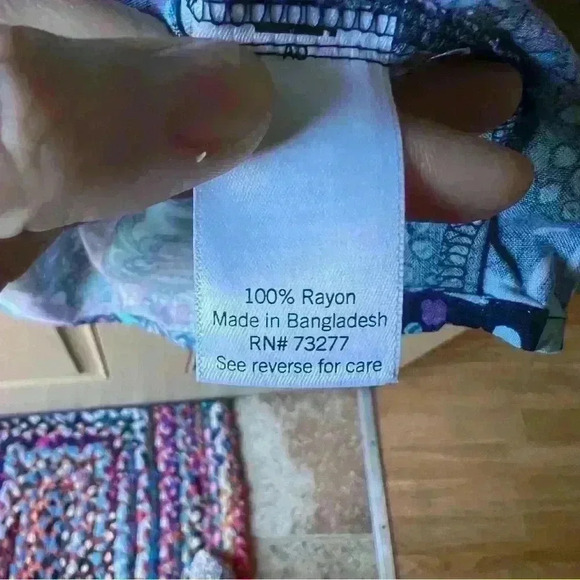 100% Rayon
Made in Bangladesh
RN# 73277
See reverse for care